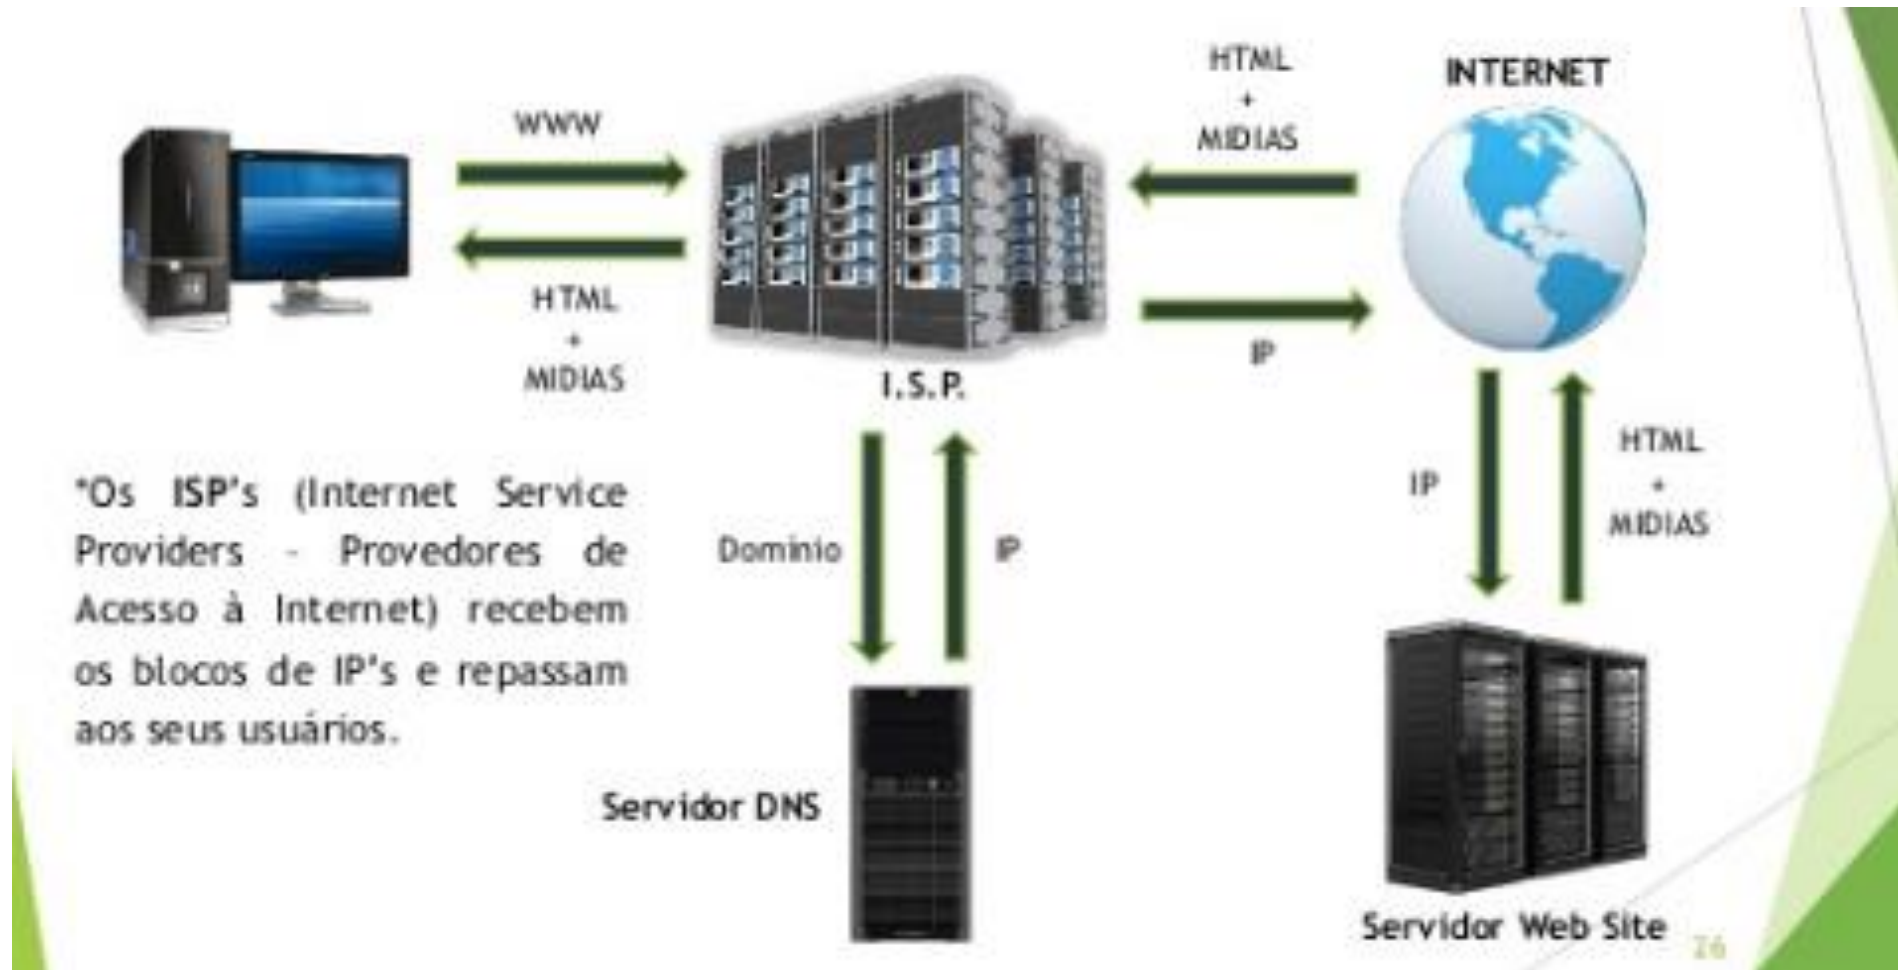 HTML
+
MIDIAS
INTERNET
WWW
HTML
+
MIDIAS
IP
I.S.P.
*Os ISP's (Internet Service
Providers - Provedores de
Acesso à Internet) recebem
os blocos de IP's e repassam
aos seus usuários.
Domínio
IP
IP
HTML
+
MIDIAS
Servidor DNS
Servidor Web Site
26